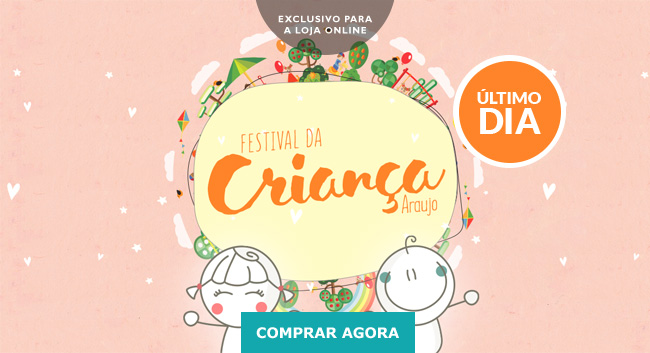 EXCLUSIVO PARA
A LOJA ONLINE
ÚLTIMO
DIA
FESTIVAL DA
Criança
Araujo
COMPRAR AGORA